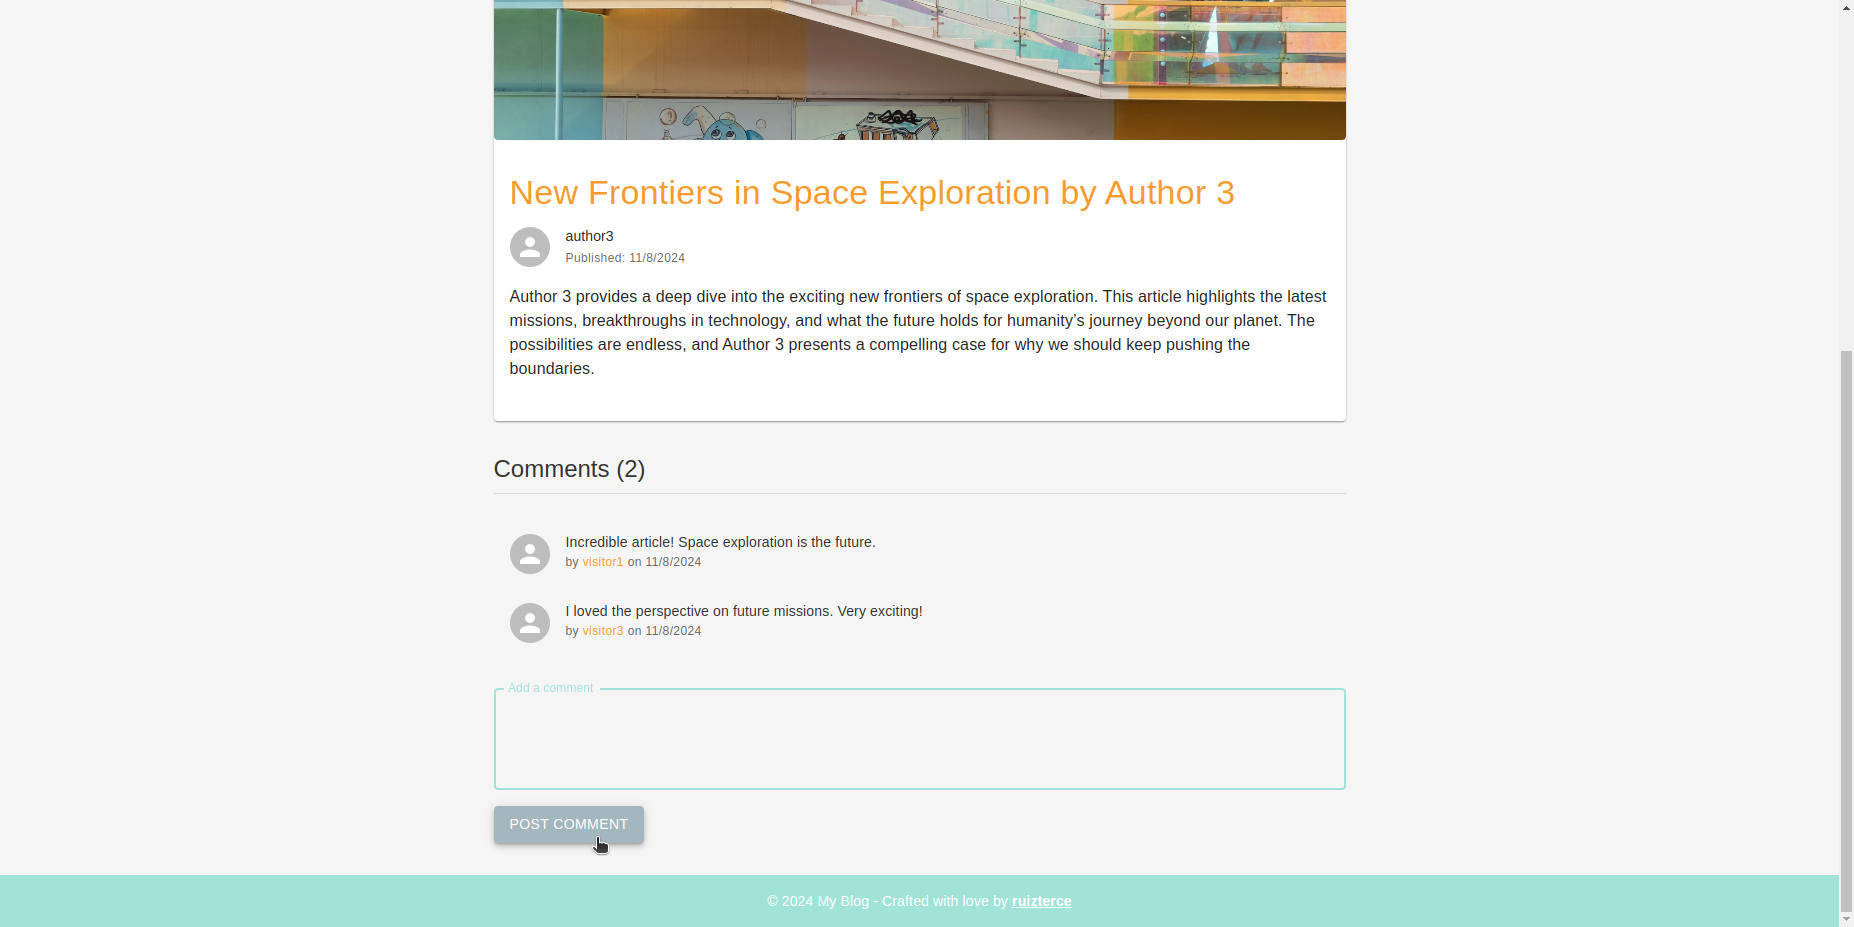 New Frontiers in Space Exploration by Author 3
author3
Published: 11/8/2024
Author 3 provides a deep dive into the exciting new frontiers of space exploration. This article highlights the latest
missions, breakthroughs in technology, and what the future holds for humanity’s journey beyond our planet. The
possibilities are endless, and Author 3 presents a compelling case for why we should keep pushing the
boundaries.
Comments (2)
Incredible article! Space exploration is the future.
by visitor1 on 11/8/2024
I loved the perspective on future missions. Very exciting!
by visitor3 on 11/8/2024
Add a comment
POST COMMENT
© 2024 My Blog - Crafted with love by ruizterce